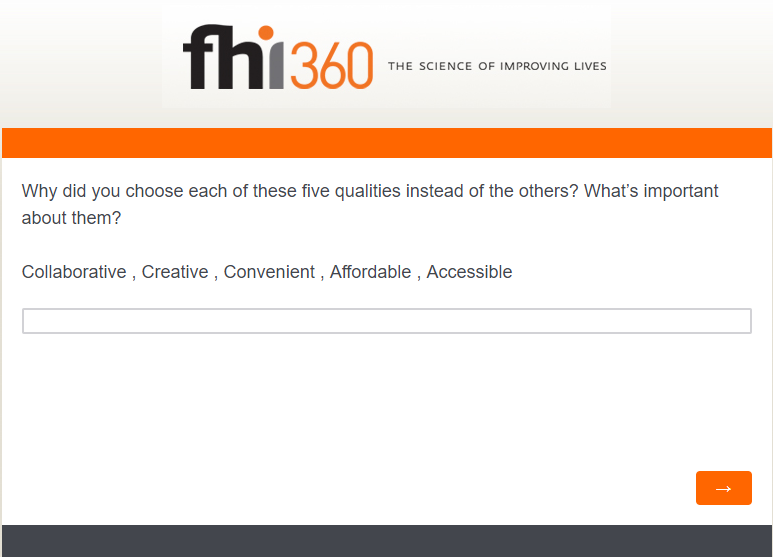 fhi360 THE SCIENCE OF IMPROVING LIVES
Why did you choose each of these five qualities instead of the others? What’s important
about them?
Collaborative , Creative , Convenient , Affordable , Accessible
→